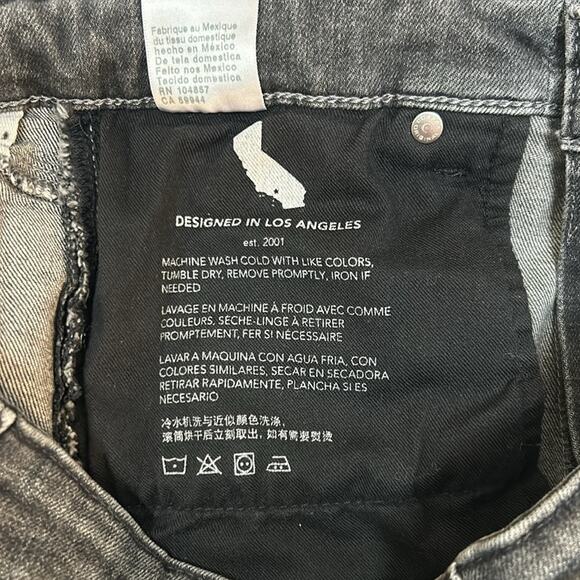 Fabriqué au Mexique
du tissu domestique
hecho en México
De tela domestica
Feito nos Mexico
Tecido domestica
RN 104857
CA 59944
DESIGNED IN LOS ANGELES
est. 2001
MACHINE WASH COLD WITH LIKE COLORS,
TUMBLE DRY, REMOVE PROMPTLY, IRON IF
NEEDED
LAVAGE EN MACHINE À FROID AVEC COMME
COULEURS, SÈCHE-LINGE À RETIRER
PROMPTEMENT, FER SI NÉCESSAIRE
LAVAR A MAQUINA CON AGUA FRIA, CON
COLORES SIMILARES, SECAR EN SECADORA
RETIRAR RAPIDAMENTE, PLANCHA SI ES
NECESARIO
冷水机洗与近似颜色洗涤,
滚筒烘干后立刻取出, 如有需要熨烫